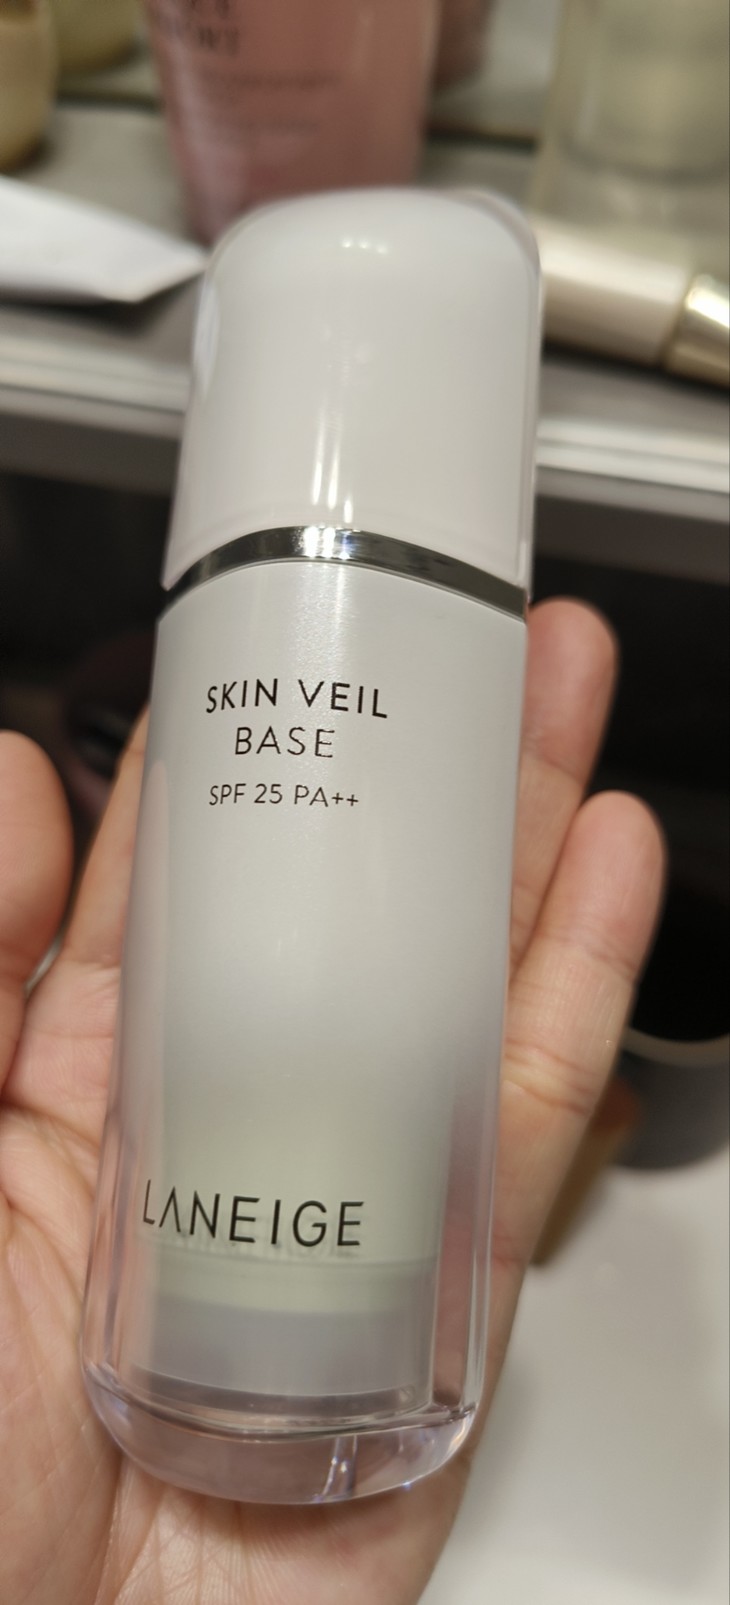 SKIN VEIL
BASE
SPF 25 PA++
LANEIGE